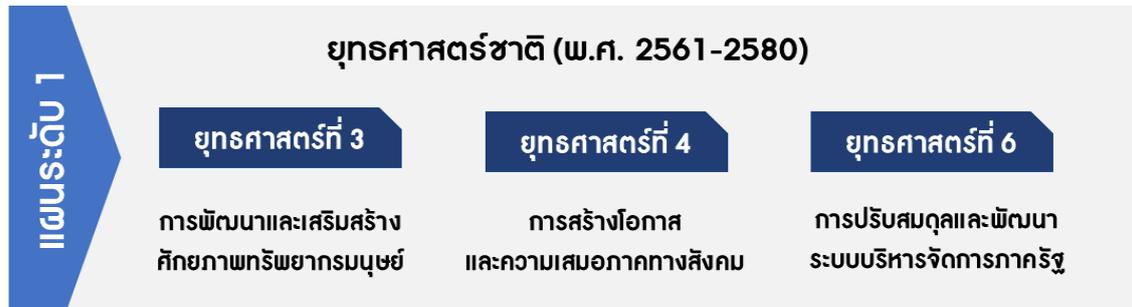 แผนระดับ 1
ยุทธศาสตร์ชาติ (พ.ศ. 2561-2580)
ยุทธศาสตร์ที่ 3
การพัฒนาและเสริมสร้าง
ศักยภาพทรัพยากรมนุษย์
ยุทธศาสตร์ที่ 4
การสร้างโอกาส
และความเสมอภาคทางสังคม
ยุทธศาสตร์ที่ 6
การปรับสมดุลและพัฒนา
ระบบบริหารจัดการภาครัฐ